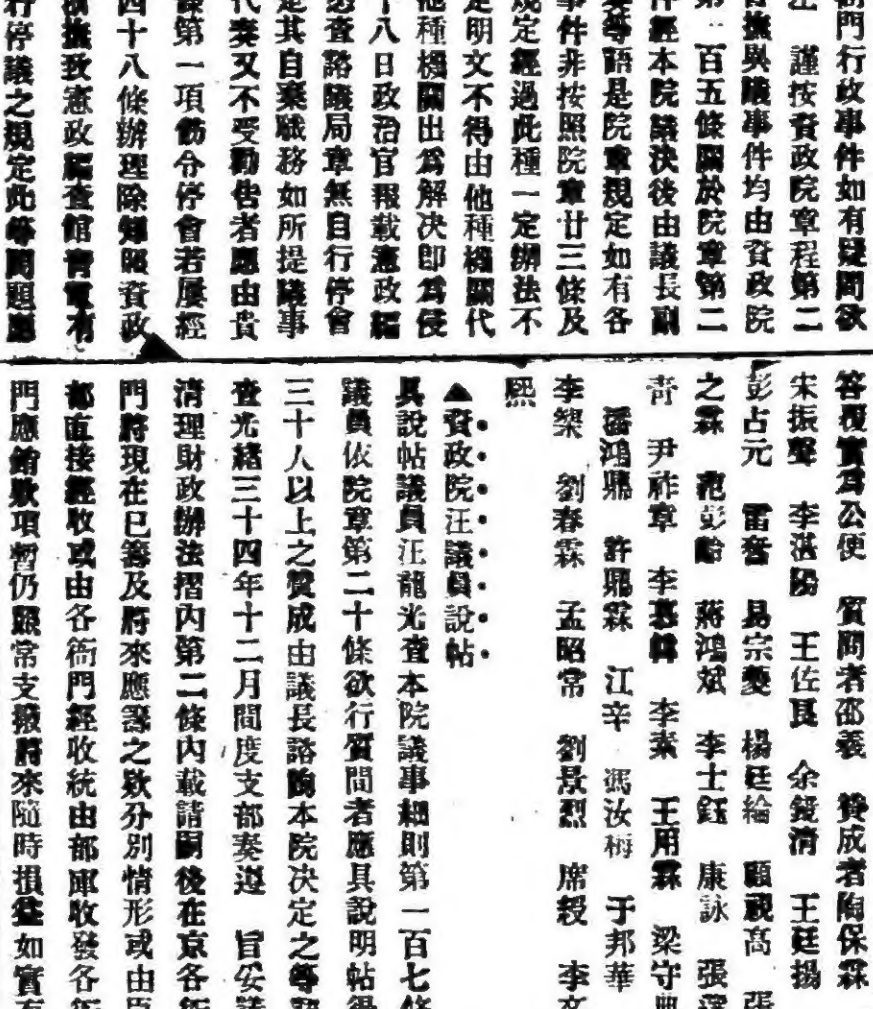 衙門行政事件如有疑問欲
謹按資政院章程第二
撫與議事件均由資政院
第一百五條關於院章第二
件經本院議決後由議長副
等語是院章規定如有各
事件非按照院章廿三條及
規定經過此種一定辦法不
定明文不得由他種機關代
他種機關出爲解决即爲侵
十八日政治官報載憲政編
查諮議局章無自行停會
是其自棄職務如所提議事
代奏又不受勸告者應由貴
條第一項飭令停會若屢經
四十八條辦理除知照資政
撫致憲政編查館電有
行停議之規定此等問題應
答覆實爲公便 質問者邵羲 贊成者陶保霖
宋振聲 李湛陽 王佐良 余鏡清 王廷揚
彭占元 雷奮 易宗夔 楊廷綸 顧視高 張
之霖 范彭齡 蔣鴻斌 李士鈺 康詠 張
尹祚章 李慕韓 李素 王用霖 梁守典
潘鴻鼎 許鼎霖 江辛 馮汝梅 于邦華
李榘 劉春霖 孟昭常 劉景烈 席綬 李文
熙
▲資政院汪議員說帖
具說帖議員汪龍光查本院議事細則第一百七條
議員依院章第二十條欲行質問者應具說明帖得
三十人以上之贊成由議長諮詢本院决定之等語
查光緒三十四年十二月間度支部奏遵 旨妥議
清理財政辦法摺內第二條內載請嗣後在京各衙
門將現在已籌及將來應籌之欵分別情形或由臣
部直接經收或由各衙門經收統由部庫收發各衙
門應銷欵項暫仍照常支撥將來隨時損益如實有